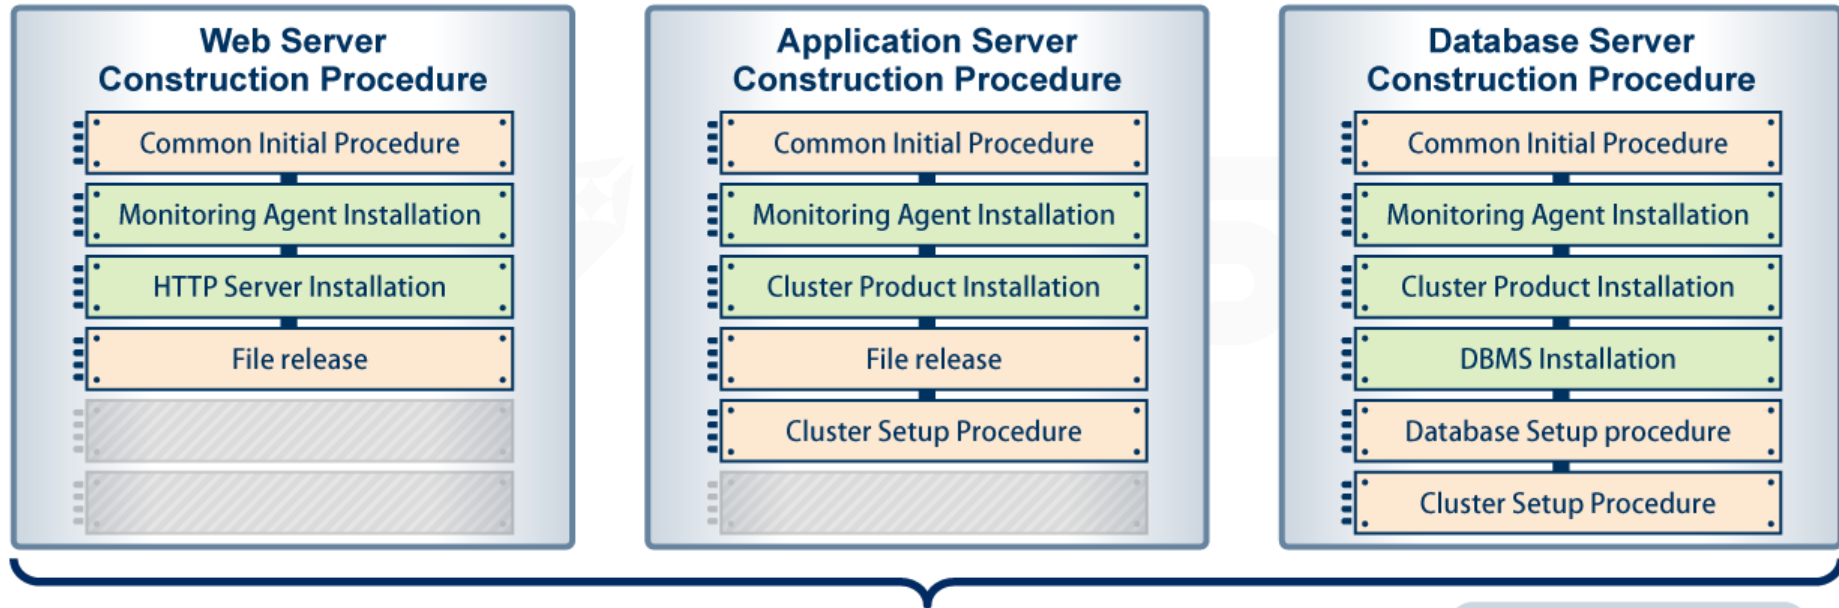 Web Server
Construction Procedure
Common Initial Procedure
Monitoring Agent Installation
HTTP Server Installation
File release
Application Server
Construction Procedure
Common Initial Procedure
Monitoring Agent Installation
Cluster Product Installation
File release
Cluster Setup Procedure
Database Server
Construction Procedure
Common Initial Procedure
Monitoring Agent Installation
Cluster Product Installation
DBMS Installation
Database Setup procedure
Cluster Setup Procedure